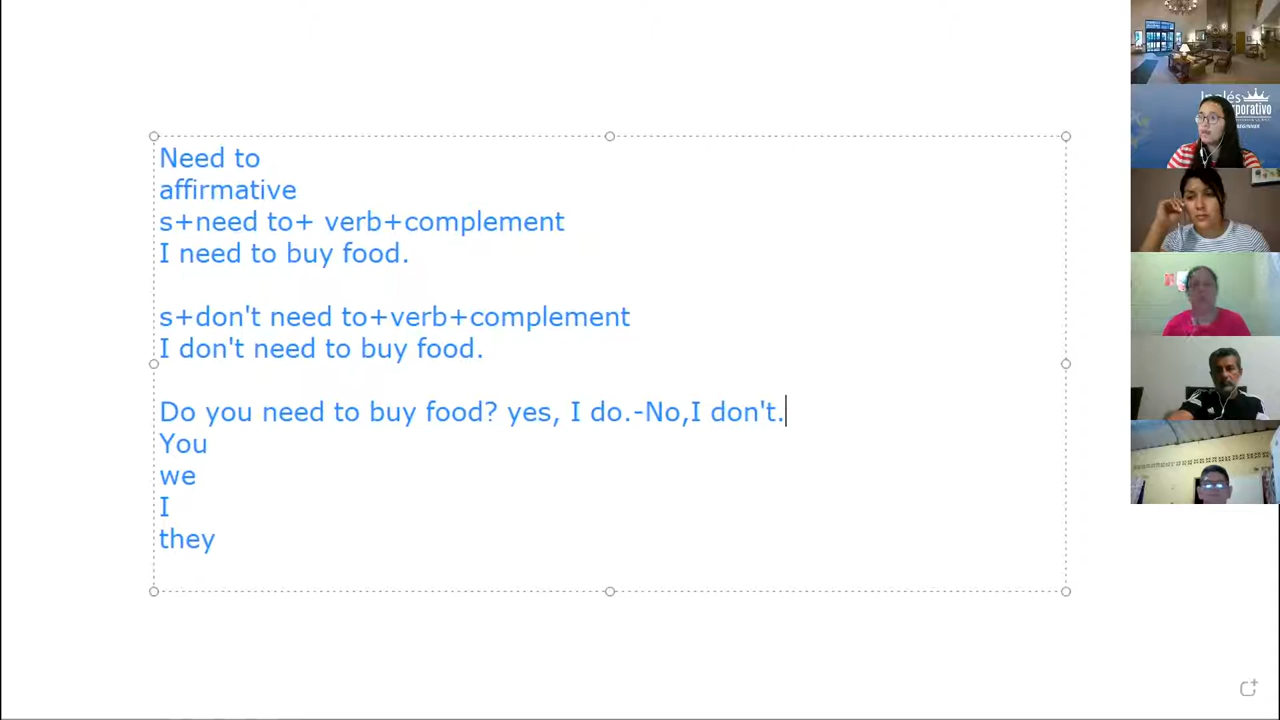 Need to
affirmative
s+need to+ verb+complement
I need to buy food.
s+don't need to+verb+complement
I don't need to buy food.
Do you need to buy food? yes, I do.-No,I don't.
You
we
I
they